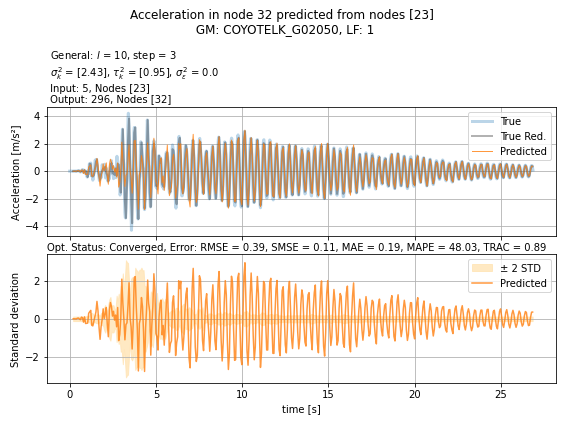 Acceleration in node 32 predicted from nodes [23]
GM: COYOTELK_G02050, LF: 1
General: l = 10, step = 3
σ²ₖ = [2.43], τ²ₖ = [0.95], σ²ε = 0.0
Input: 5, Nodes [23]
Output: 296, Nodes [32]
4
2
0
−2
−4
Acceleration [m/s²]
True
True Red.
Predicted
Opt. Status: Converged, Error: RMSE = 0.39, SMSE = 0.11, MAE = 0.19, MAPE = 48.03, TRAC = 0.89
2
0
−2
Standard deviation
± 2 STD
Predicted
0 5 10 15 20 25
time [s]